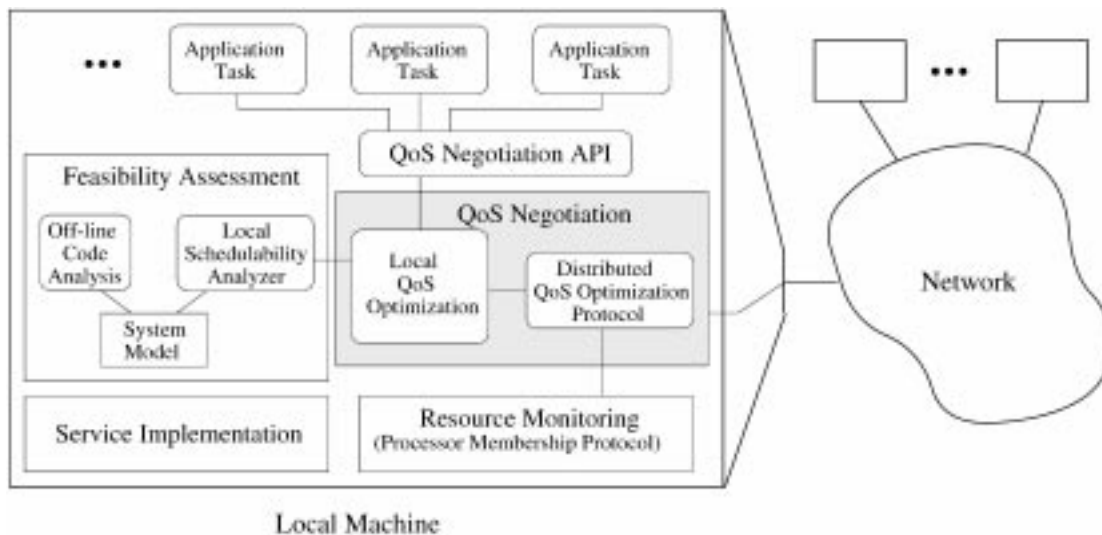 Application
Task
Application
Task
Application
Task
QoS Negotiation API
Feasibility Assessment
QoS Negotiation
Off-line
Code
Analysis
Local
Schedulability
Analyzer
Local
QoS
Optimization
Distributed
QoS Optimization
Protocol
System
Model
Network
Service Implementation
Resource Monitoring
(Processor Membership Protocol)
Local Machine